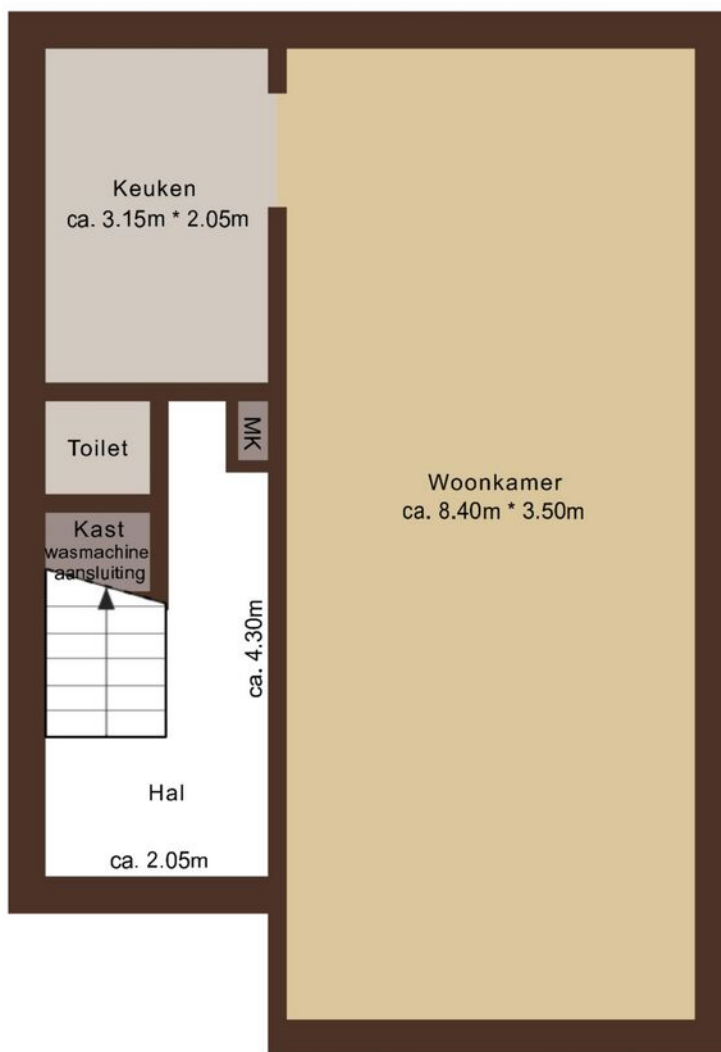 Keuken
ca. 3.15m * 2.05m
Toilet
MK
Kast
wasmachine
aansluiting
Woonkamer
ca. 8.40m * 3.50m
ca. 4.30m
Hal
ca. 2.05m